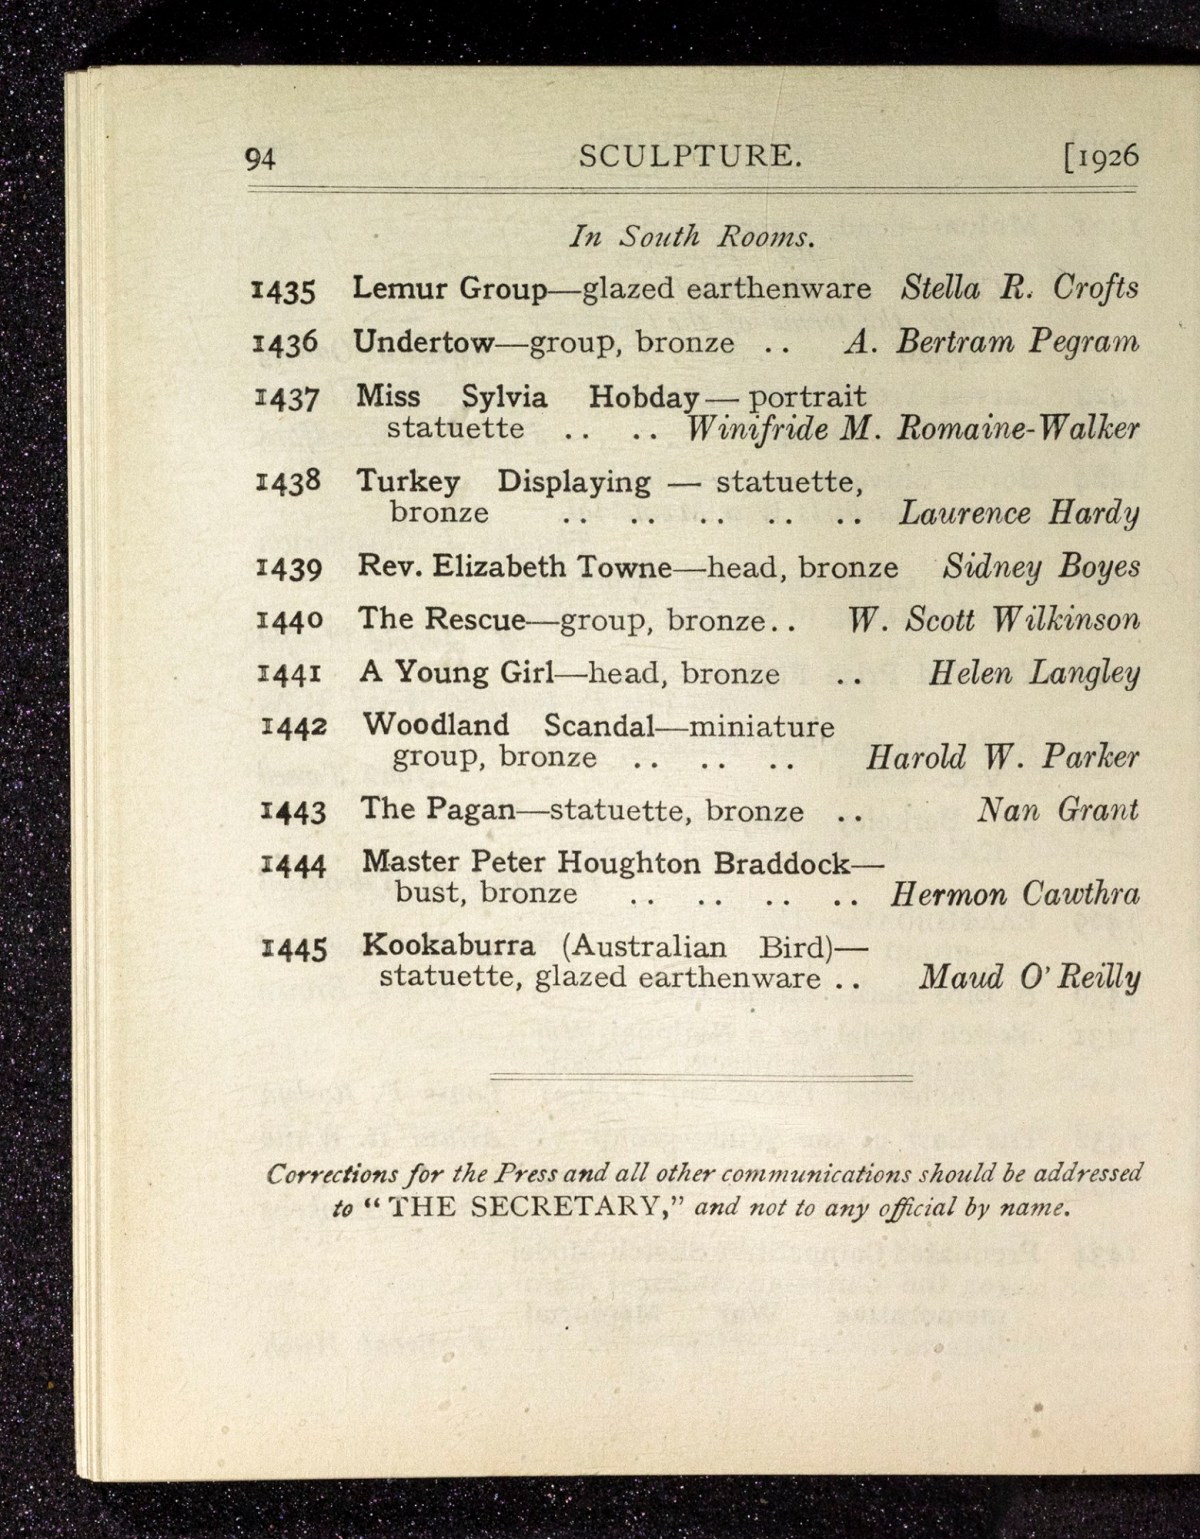 94 SCULPTURE. [1926
In South Rooms.
1435 Lemur Group—glazed earthenware Stella R. Crofts
1436 Undertow—group, bronze .. A. Bertram Pegram
1437 Miss Sylvia Hobday—portrait
statuette .. .. Winifride M. Romaine-Walker
1438 Turkey Displaying — statuette,
bronze .. .. .. .. .. Laurence Hardy
1439 Rev. Elizabeth Towne—head, bronze Sidney Boyes
1440 The Rescue—group, bronze.. W. Scott Wilkinson
1441 A Young Girl—head, bronze .. Helen Langley
1442 Woodland Scandal—miniature
group, bronze .. .. .. Harold W. Parker
1443 The Pagan—statuette, bronze .. Nan Grant
1444 Master Peter Houghton Braddock—
bust, bronze .. .. .. .. Hermon Cawthra
1445 Kookaburra (Australian Bird)—
statuette, glazed earthenware .. Maud O'Reilly
Corrections for the Press and all other communications should be addressed
to “THE SECRETARY,” and not to any official by name.